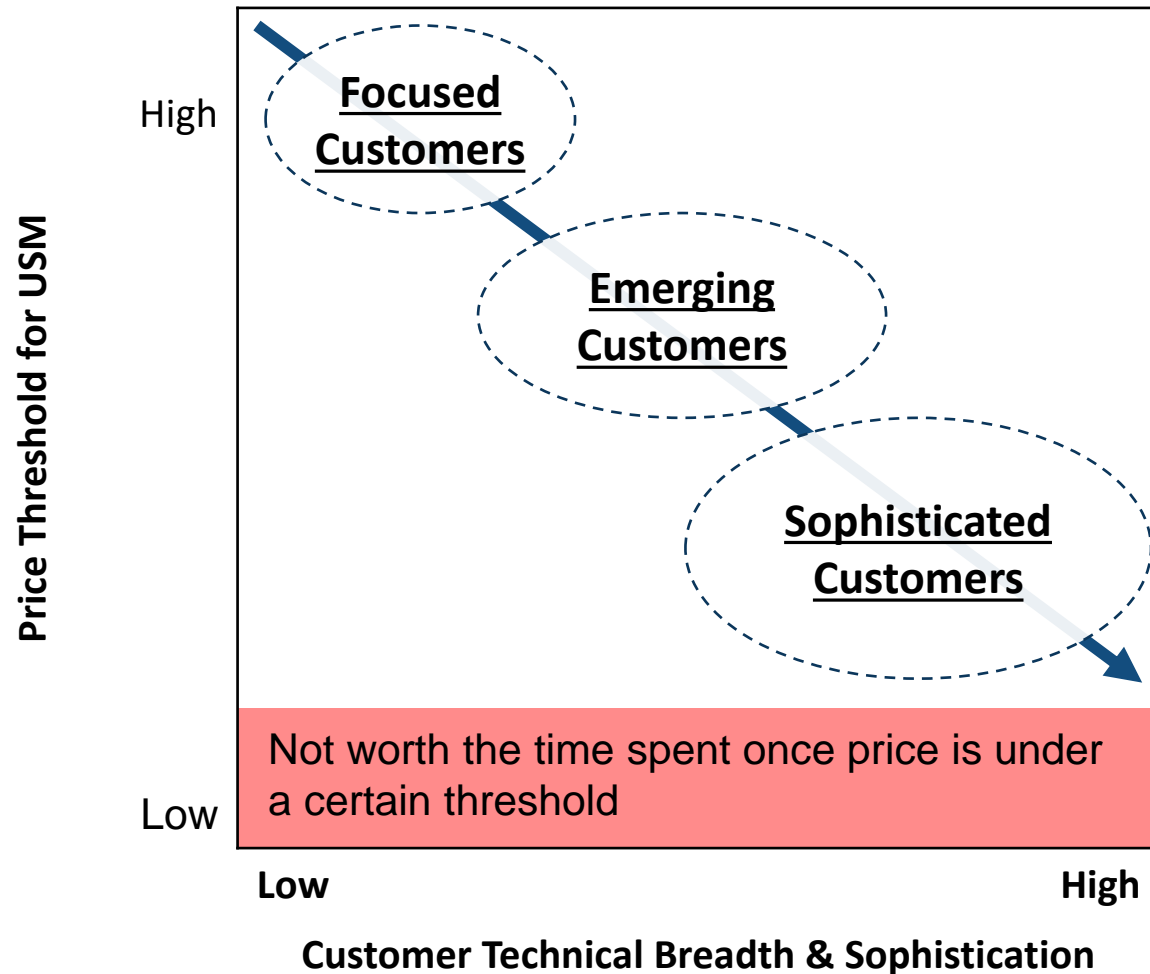 Focused
Customers
High
Emerging
Customers
Price Threshold for USM
Sophisticated
Customers
Not worth the time spent once price is under
a certain threshold
Low
Low
High
Customer Technical Breadth & Sophistication